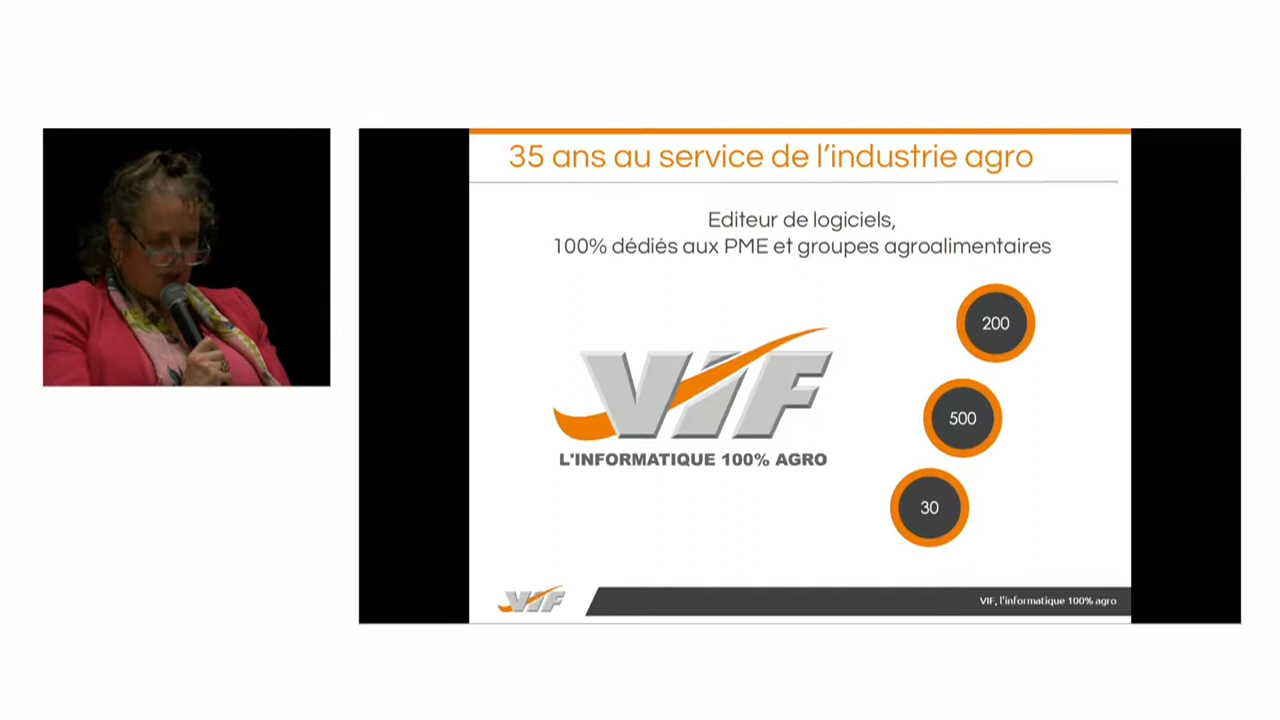 35 ans au service de l'industrie agro
Editeur de logiciels,
100% dédiés aux PME et groupes agroalimentaires
200
VIF
500
L'INFORMATIQUE 100% AGRO
30
VIF
VIF, l'informatique 100% agro